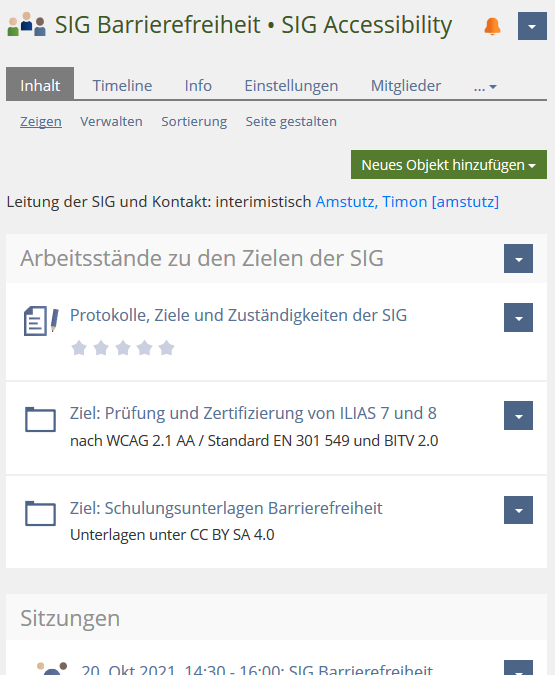 SIG Barrierefreiheit • SIG Accessibility
Inhalt Timeline Info Einstellungen Mitglieder ...
Zeigen Verwalten Sortierung Seite gestalten
Neues Objekt hinzufügen
Leitung der SIG und Kontakt: interimistisch Amstutz, Timon [amstutz]
Arbeitsstände zu den Zielen der SIG
Protokolle, Ziele und Zuständigkeiten der SIG
Ziel: Prüfung und Zertifizierung von ILIAS 7 und 8
nach WCAG 2.1 AA / Standard EN 301 549 und BITV 2.0
Ziel: Schulungsunterlagen Barrierefreiheit
Unterlagen unter CC BY SA 4.0
Sitzungen
20. Okt 2021, 14:30 - 16:00: SIG Barrierefreiheit